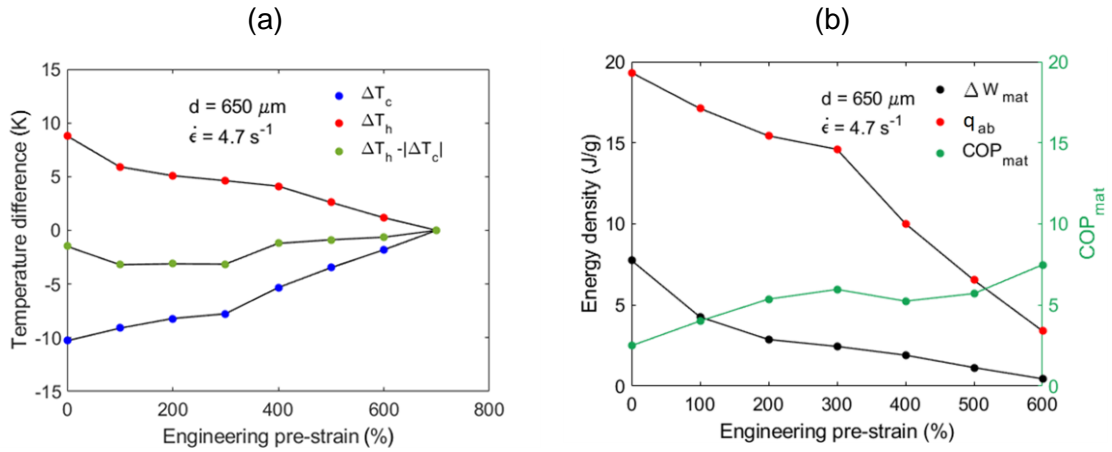 (a)
15
10
5
0
-5
-10
-15
0
200
400
600
800
Temperature difference (K)
Engineering pre-strain (%)
d = 650 μm
ϵ̇ = 4.7 s⁻¹
ΔT_c
ΔT_h
ΔT_h -|ΔT_c|
(b)
20
15
10
5
0
0
100
200
300
400
500
600
20
15
10
5
0
Energy density (J/g)
Engineering pre-strain (%)
COP_mat
d = 650 μm
ϵ̇ = 4.7 s⁻¹
Δ W_mat
q_ab
COP_mat